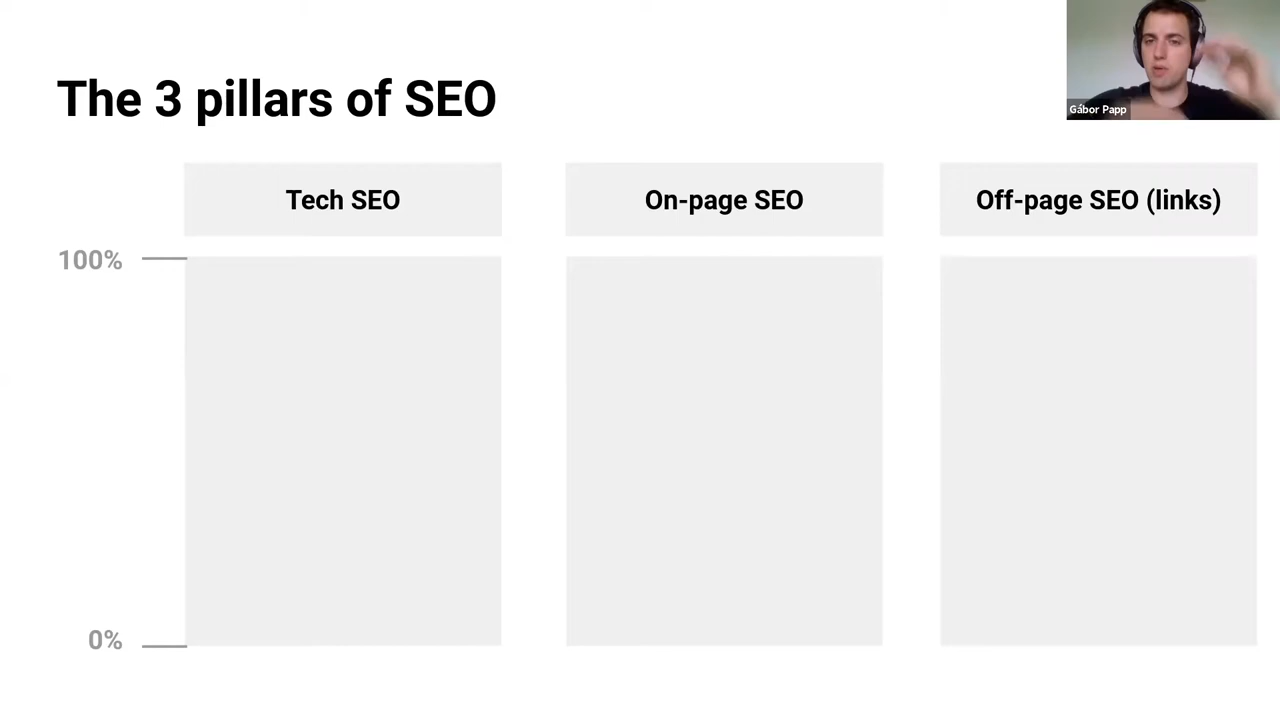 The 3 pillars of SEO
Gábor Papp
Tech SEO
On-page SEO
Off-page SEO (links)
100%
0%